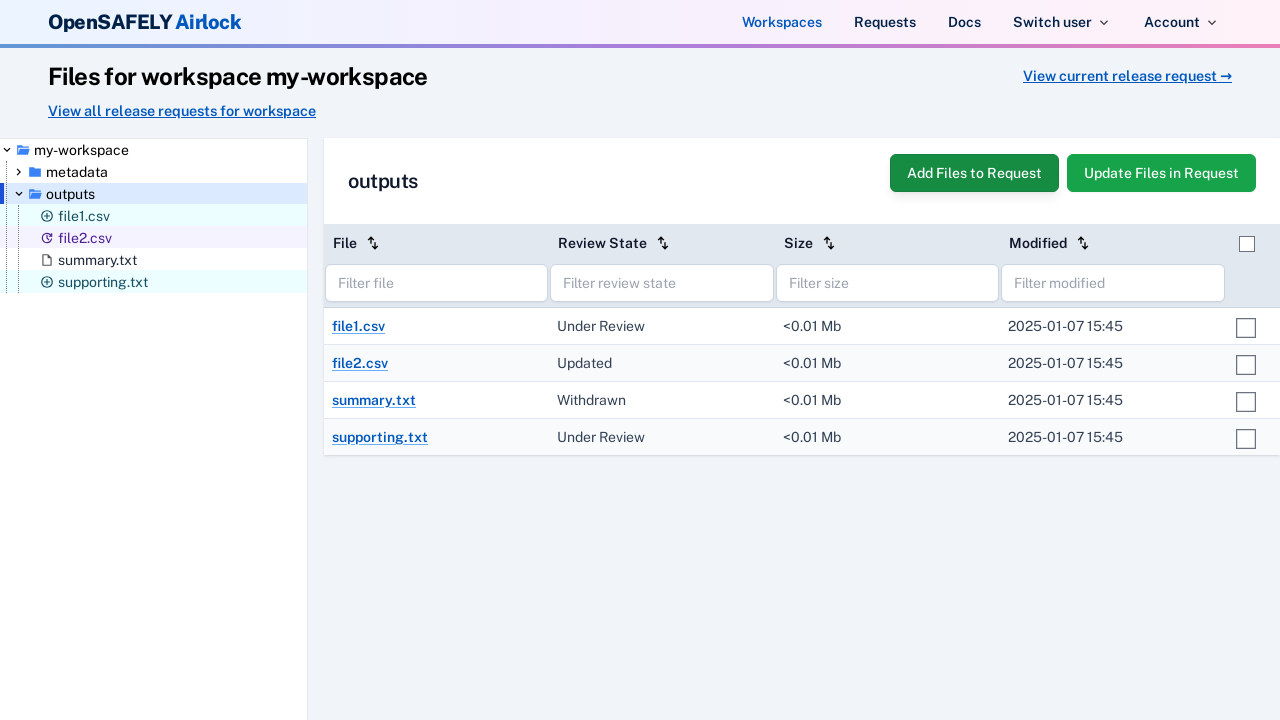 OpenSAFELY Airlock Workspaces Requests Docs Switch user Account
Files for workspace my-workspace
View current release request →
View all release requests for workspace
my-workspace
metadata
outputs
file1.csv
file2.csv
summary.txt
supporting.txt
outputs
Add Files to Request Update Files in Request
File Review State Size Modified
Filter file Filter review state Filter size Filter modified
file1.csv Under Review <0.01 Mb 2025-01-07 15:45
file2.csv Updated <0.01 Mb 2025-01-07 15:45
summary.txt Withdrawn <0.01 Mb 2025-01-07 15:45
supporting.txt Under Review <0.01 Mb 2025-01-07 15:45